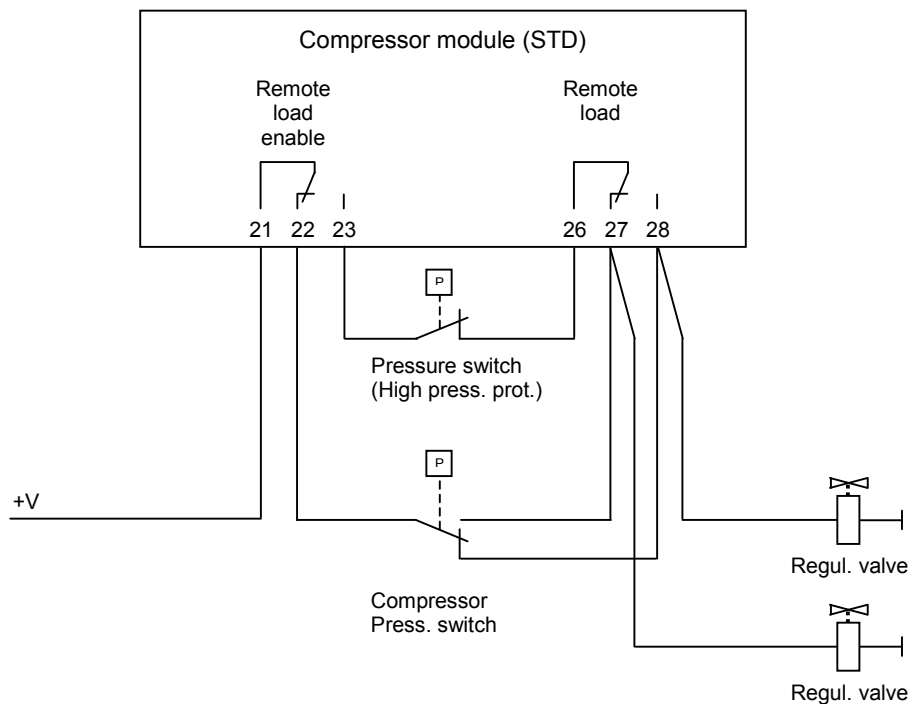 Compressor module (STD)
Remote
load
enable
Remote
load
21 22 23 26 27 28
P
Pressure switch
(High press. prot.)
P
+V
Regul. valve
Compressor
Press. switch
Regul. valve